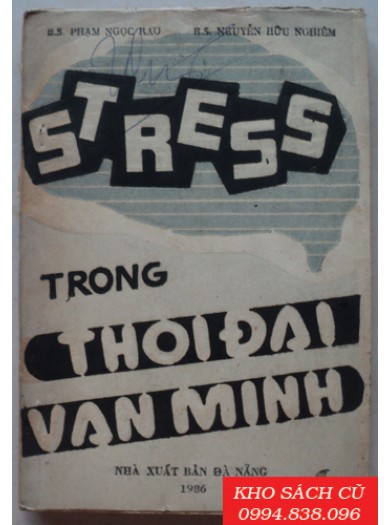 B.S. PHẠM NGỌC RAO B.S. NGUYỄN HỮU NGHIÊM
STRESS
TRONG
THỜI ĐẠI
VĂN MINH
NHÀ XUẤT BẢN ĐÀ NẴNG
1986
KHO SÁCH CŨ
0994.838.096